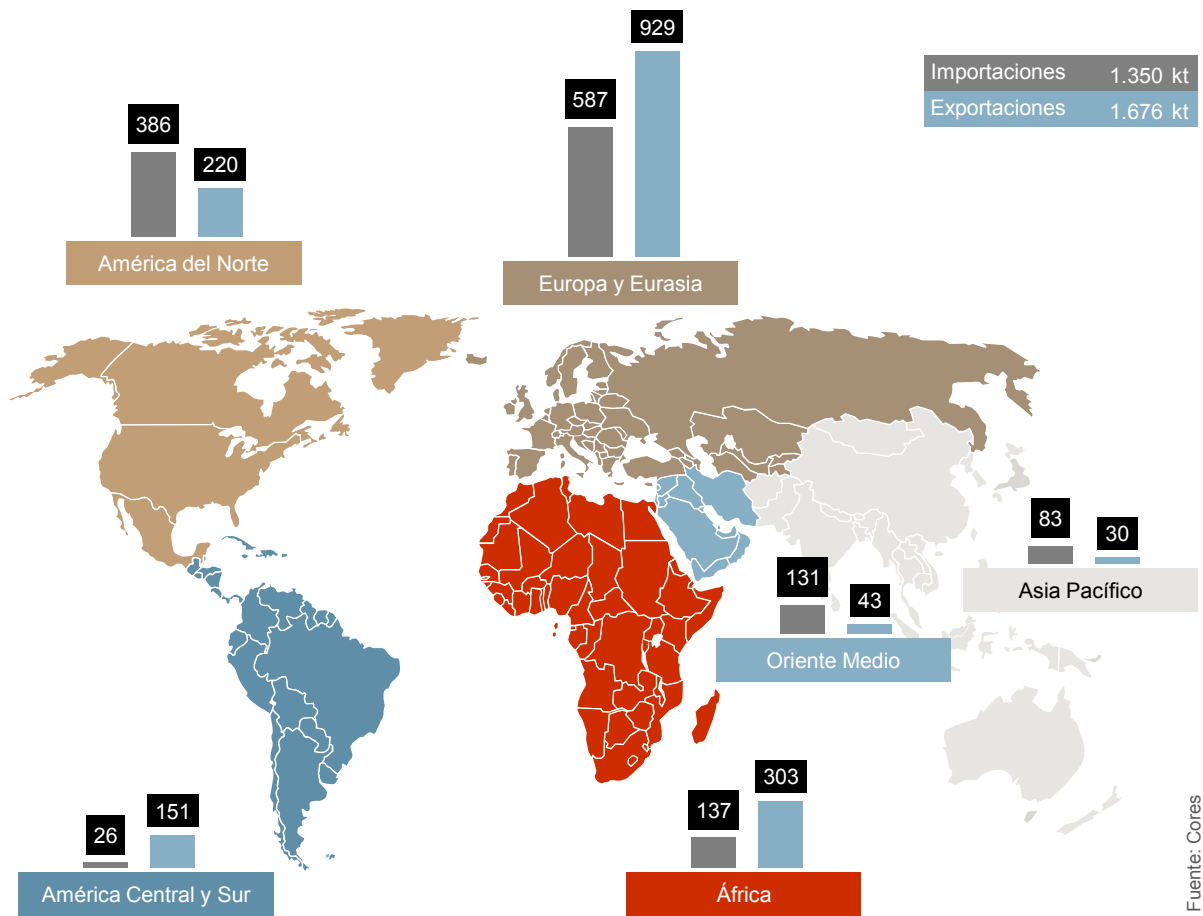 929
Importaciones 1.350 kt
Exportaciones 1.676 kt
587
386
220
América del Norte
Europa y Eurasia
83
30
Asia Pacífico
131
43
Oriente Medio
303
137
África
151
26
América Central y Sur
Fuente: Cores